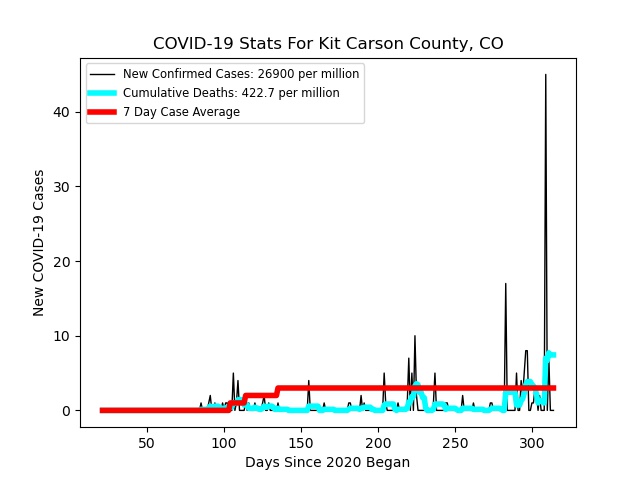 COVID-19 Stats For Kit Carson County, CO
New Confirmed Cases: 26900 per million
Cumulative Deaths: 422.7 per million
7 Day Case Average
New COVID-19 Cases
40
30
20
10
0
50 100 150 200 250 300
Days Since 2020 Began